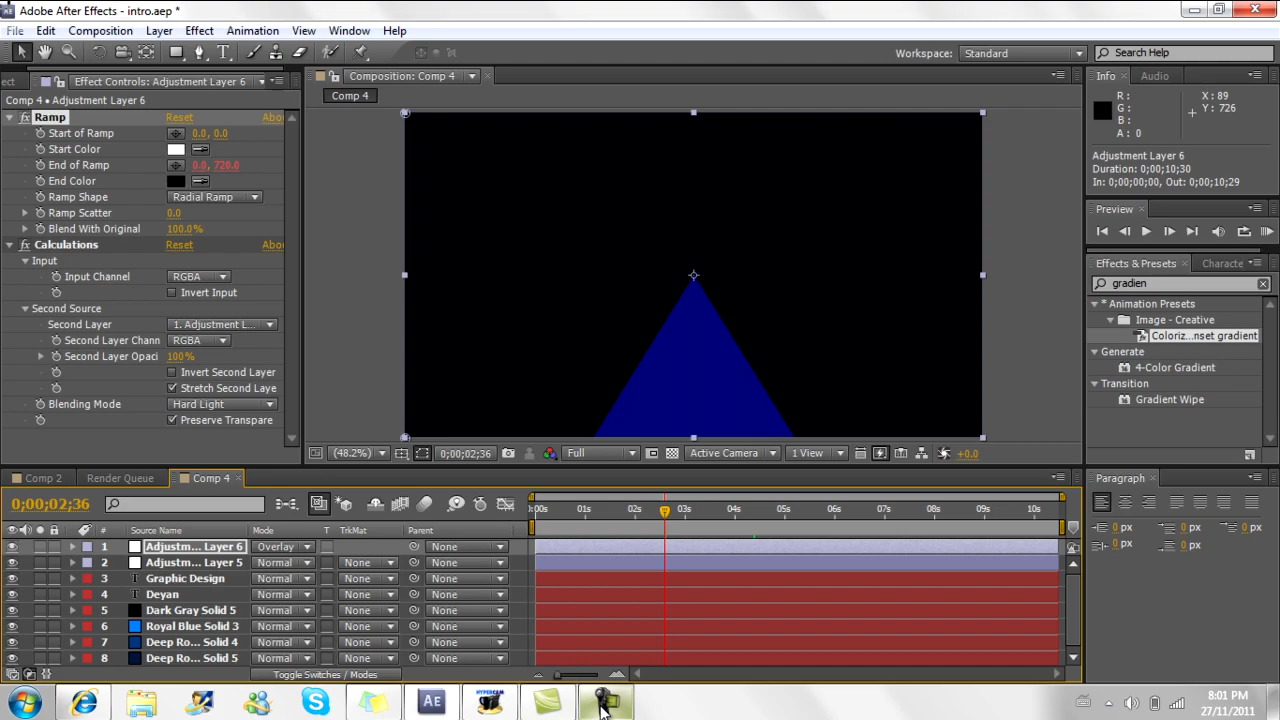 Adobe After Effects - intro.aep *
File Edit Composition Layer Effect Animation View Window Help
Workspace: Standard Search Help
ect Effect Controls: Adjustment Layer 6
Comp 4 • Adjustment Layer 6
fx Ramp Reset Abou
Start of Ramp 0.0, 0.0
Start Color
End of Ramp 0.0, 720.0
End Color
Ramp Shape Radial Ramp
Ramp Scatter 0.0
Blend With Original 100.0%
fx Calculations Reset Abou
Input
Input Channel RGBA
Invert Input
Second Source
Second Layer 1. Adjustment L...
Second Layer Chann RGBA
Second Layer Opaci 100%
Invert Second Layer
Stretch Second Laye
Blending Mode Hard Light
Preserve Transpare
Composition: Comp 4
Comp 4
(48.2%) 0;00;02;36 Full Active Camera 1 View +0.0
Info Audio
R : X : 89
G : Y : 726
B :
A : 0
Adjustment Layer 6
Duration: 0;00;10;30
In: 0;00;00;00, Out: 0;00;10;29
Preview
Effects & Presets Characte
gradien
* Animation Presets
Image - Creative
Coloriz...nset gradient
Generate
4-Color Gradient
Transition
Gradient Wipe
Comp 2 Render Queue Comp 4
0;00;02;36
:00s 01s 02s 03s 04s 05s 06s 07s 08s 09s 10s
# Source Name Mode T TrkMat Parent
1 Adjustm... Layer 6 Overlay None
2 Adjustm... Layer 5 Normal None None
3 Graphic Design Normal None None
4 Deyan Normal None None
5 Dark Gray Solid 5 Normal None None
6 Royal Blue Solid 3 Normal None None
7 Deep Ro... Solid 4 Normal None None
8 Deep Ro... Solid 5 Normal None None
Toggle Switches / Modes
Paragraph
0 px 0 px 0 px
0 px 0 px
AE HYPERCAM
8:01 PM
27/11/2011